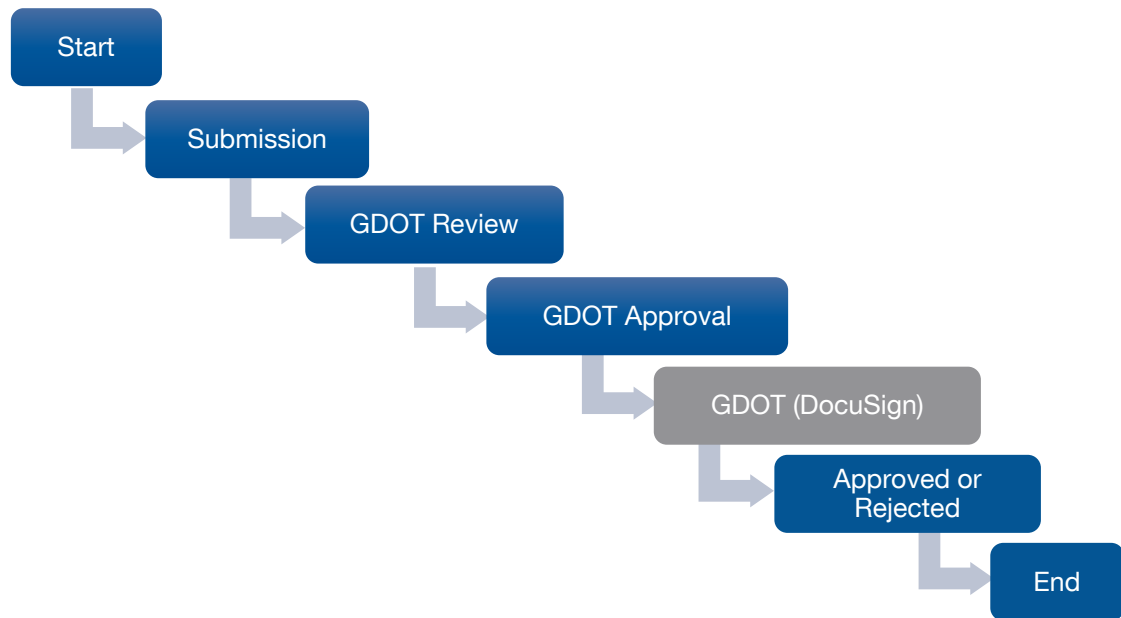 Start
Submission
GDOT Review
GDOT Approval
GDOT (DocuSign)
Approved or
Rejected
End